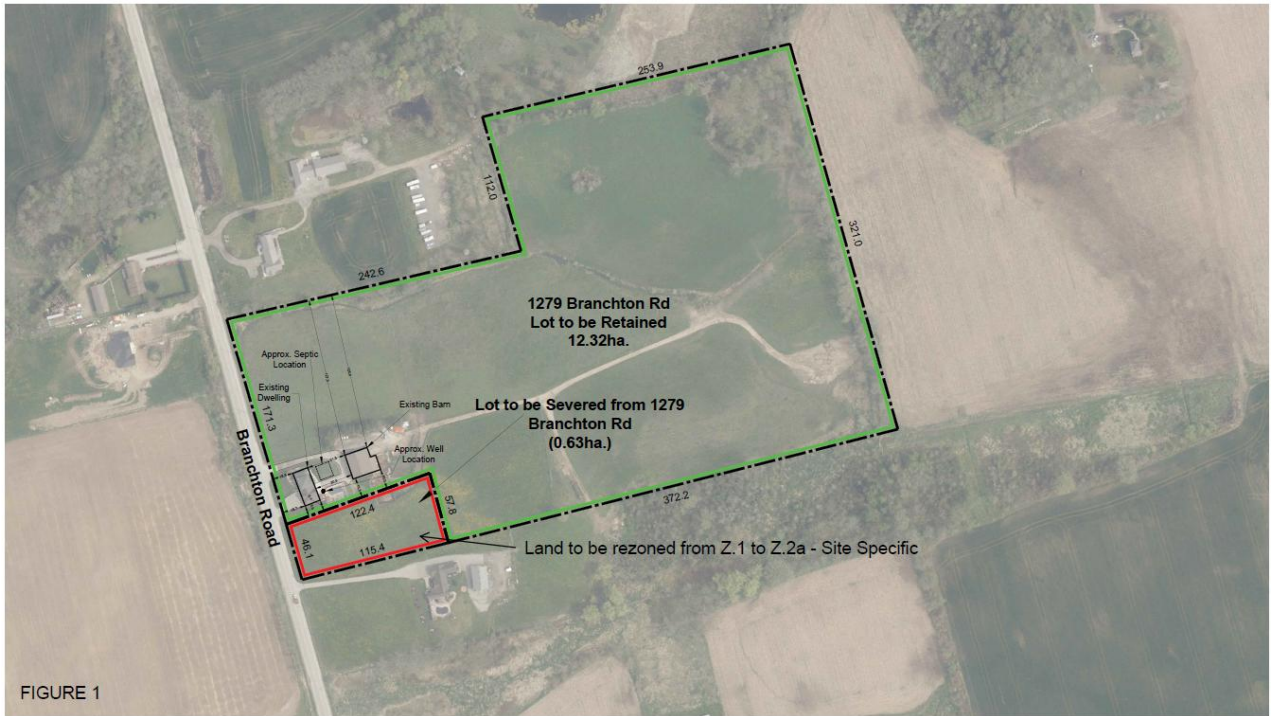 253.9
112.0
321.0
242.6
1279 Branchton Rd
Lot to be Retained
12.32ha.
Approx. Septic
Location
Existing
Dwelling
171.3
Existing Barn
Lot to be Severed from 1279
Branchton Rd
(0.63ha.)
Approx. Well
Location
Branchton Road
122.4
57.8
372.2
46.1
115.4
Land to be rezoned from Z.1 to Z.2a - Site Specific
FIGURE 1